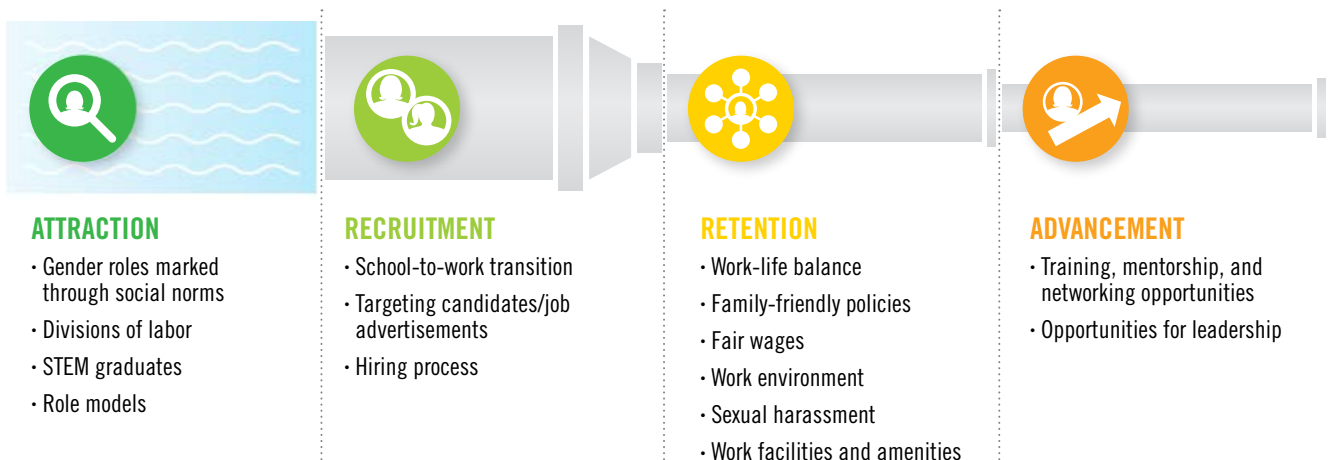 ATTRACTION
· Gender roles marked
through social norms
· Divisions of labor
· STEM graduates
· Role models
RECRUITMENT
· School-to-work transition
· Targeting candidates/job
advertisements
· Hiring process
RETENTION
· Work-life balance
· Family-friendly policies
· Fair wages
· Work environment
· Sexual harassment
· Work facilities and amenities
ADVANCEMENT
· Training, mentorship, and
networking opportunities
· Opportunities for leadership